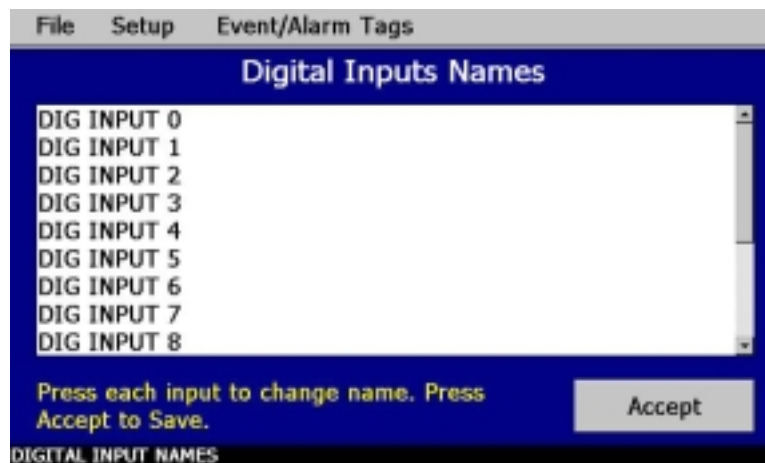 File Setup Event/Alarm Tags
Digital Inputs Names
DIG INPUT 0
DIG INPUT 1
DIG INPUT 2
DIG INPUT 3
DIG INPUT 4
DIG INPUT 5
DIG INPUT 6
DIG INPUT 7
DIG INPUT 8
Press each input to change name. Press
Accept to Save.
Accept
DIGITAL INPUT NAMES